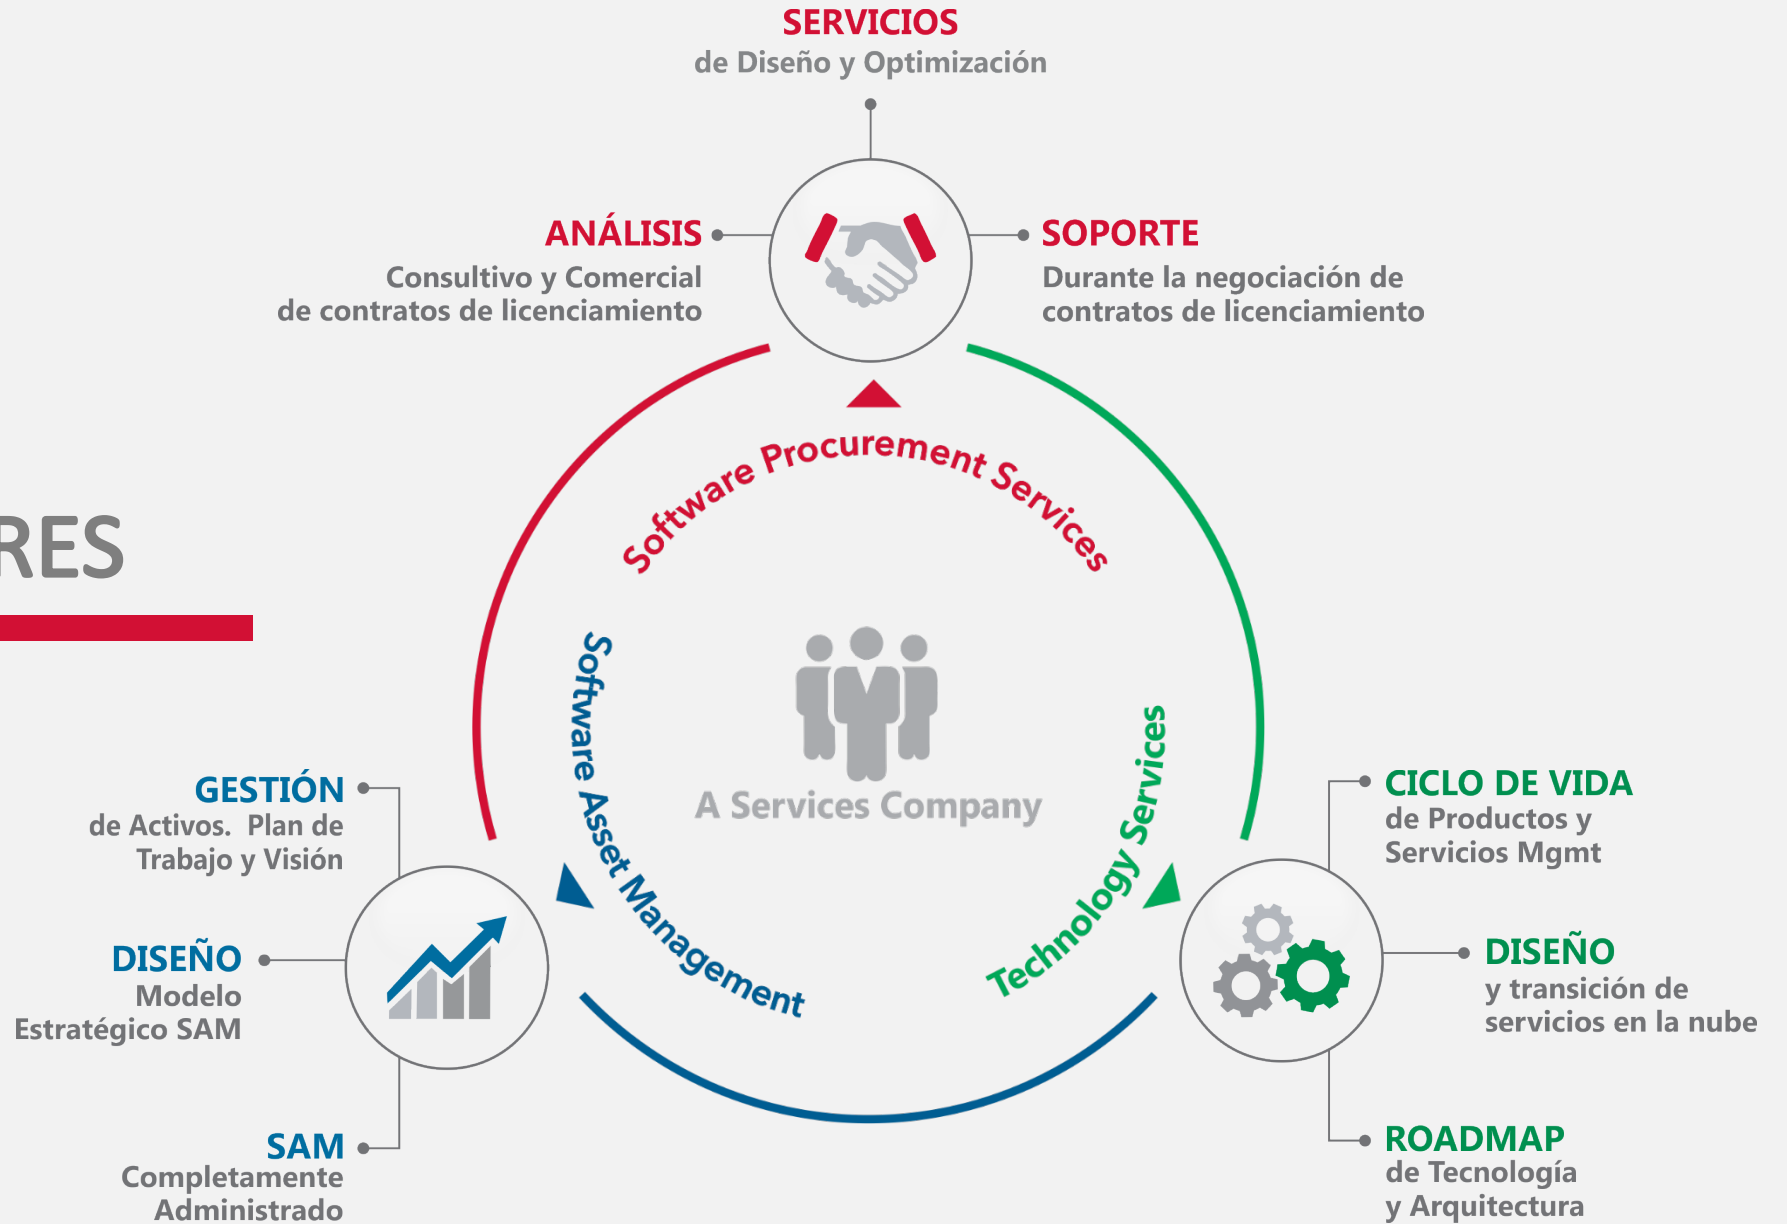 SERVICIOS
de Diseño y Optimización
ANÁLISIS
Consultivo y Comercial
de contratos de licenciamiento
SOPORTE
Durante la negociación de
contratos de licenciamiento
Software Procurement Services
RES
Software Asset Management
Technology Services
A Services Company
GESTIÓN
de Activos.  Plan de
Trabajo y Visión
DISEÑO
Modelo
Estratégico SAM
SAM
Completamente
Administrado
CICLO DE VIDA
de Productos y
Servicios Mgmt
DISEÑO
y transición de
servicios en la nube
ROADMAP
de Tecnología
y Arquitectura